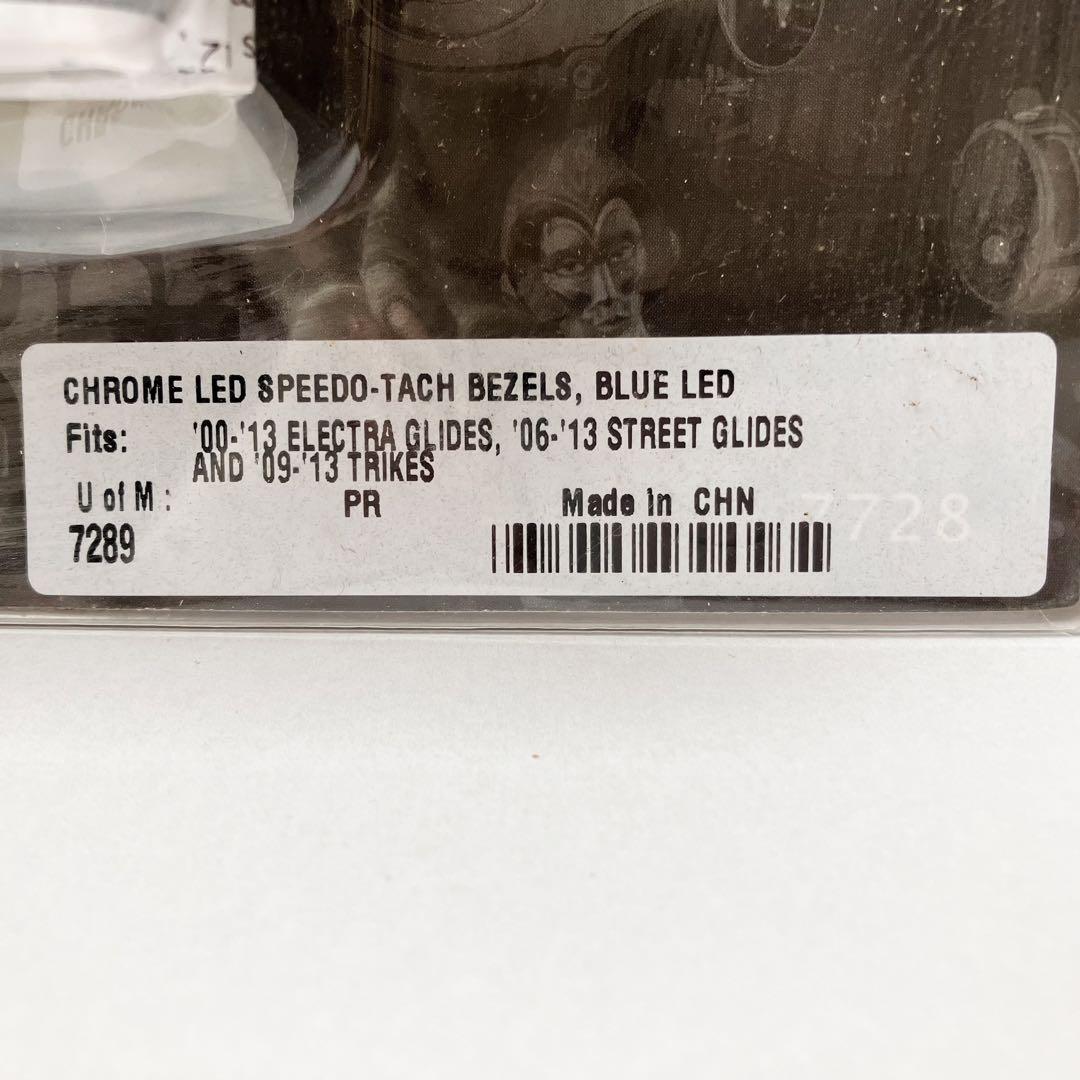 CHROME LED SPEEDO-TACH BEZELS, BLUE LED
Fits: '00-'13 ELECTRA GLIDES, '06-'13 STREET GLIDES
AND '09-'13 TRIKES
U of M : PR Made In CHN
7728
7289